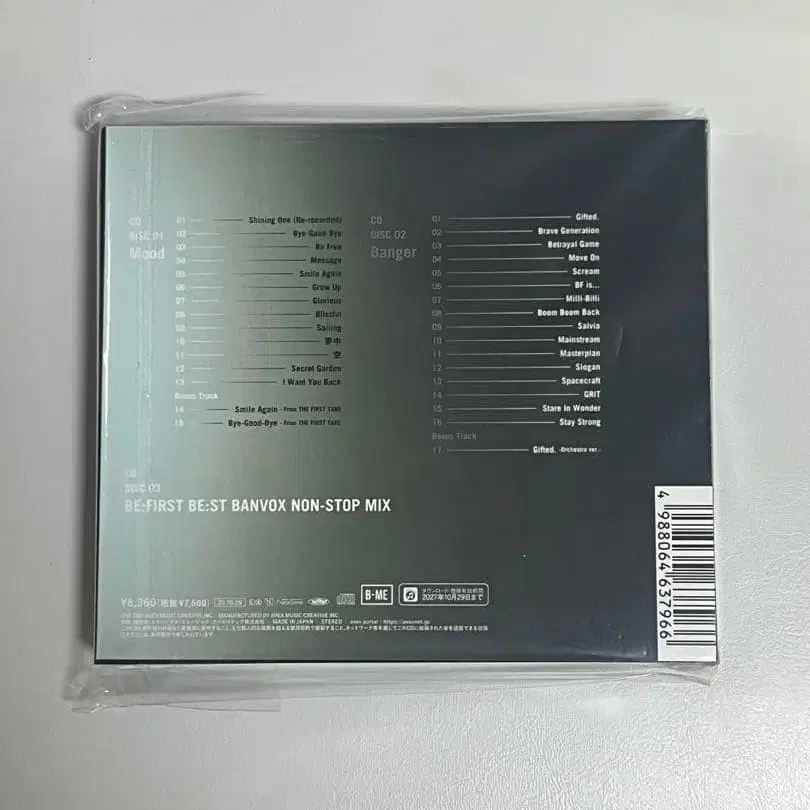 CD
DISC 01
Mood
01 Shining One (Re-recorded)
02 Bye-Good-Bye
03 Be Free
04 Message
05 Smile Again
06 Grow Up
07 Glorious
08 Blissful
09 Sailing
10 夢中
11 空
12 Secret Garden
13 I Want You Back
Bonus Track
14 Smile Again - From THE FIRST TAKE
15 Bye-Good-Bye - From THE FIRST TAKE
CD
DISC 02
Banger
01 Gifted.
02 Brave Generation
03 Betrayal Game
04 Move On
05 Scream
06 BF is...
07 Milli-Billi
08 Boom Boom Back
09 Salvia
10 Mainstream
11 Masterplan
12 Slogan
13 Spacecraft
14 GRIT
15 Stare In Wonder
16 Stay Strong
Bonus Track
17 Gifted. -Orchestra ver.-
CD
DISC 03
BE:FIRST BE:ST BANVOX NON-STOP MIX
¥8,360(税抜¥7,600)
B-ME
2027年10月29日まで
MANUFACTURED BY AVEX MUSIC CREATIVE INC.
MADE IN JAPAN STEREO
4 988064 637966